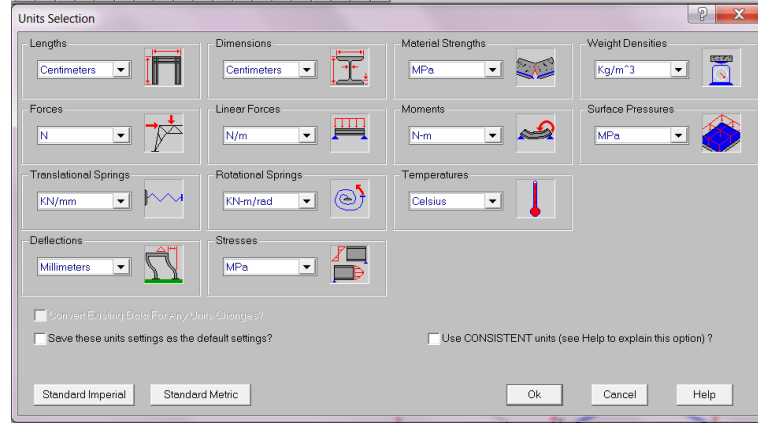 Units Selection
Lengths
Dimensions
Material Strengths
Weight Densities
Centimeters
Centimeters
MPa
Kg/m^3
Forces
Linear Forces
Moments
Surface Pressures
N
N/m
N-m
MPa
Translational Springs
Rotational Springs
Temperatures
KN/mm
KN-m/rad
Celsius
Deflections
Stresses
Millimeters
MPa
Convert Existing Data For Any Units Changes?
Save these units settings as the default settings?
Use CONSISTENT units (see Help to explain this option) ?
Standard Imperial
Standard Metric
Ok
Cancel
Help